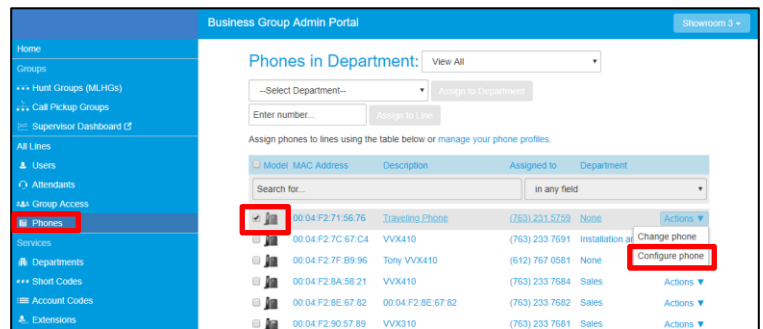 Business Group Admin Portal
Showroom 3
Home
Groups
Hunt Groups (MLHGs)
Call Pickup Groups
Supervisor Dashboard
All Lines
Users
Attendants
Group Access
Phones
Services
Departments
Short Codes
Account Codes
Extensions
Phones in Department: View All
--Select Department-- Assign to Department
Enter number... Assign to Line
Assign phones to lines using the table below or manage your phone profiles.
Model MAC Address Description Assigned to Department
Search for... in any field
00:04:F2:71:56:76 Traveling Phone (763) 231 5759 None Actions ▼
Change phone
Configure phone
00:04:F2:7C:67:C4 VVX410 (763) 233 7691 Installation a
00:04:F2:7F:B9:96 Tony VVX410 (612) 767 0581 None
00:04:F2:8A:58:21 VVX410 (763) 233 7684 Sales Actions ▼
00:04:F2:8E:67:82 00:04:F2:8E:67:82 (763) 233 7682 Sales Actions ▼
00:04:F2:90:57:89 VVX310 (763) 233 7681 Sales Actions ▼